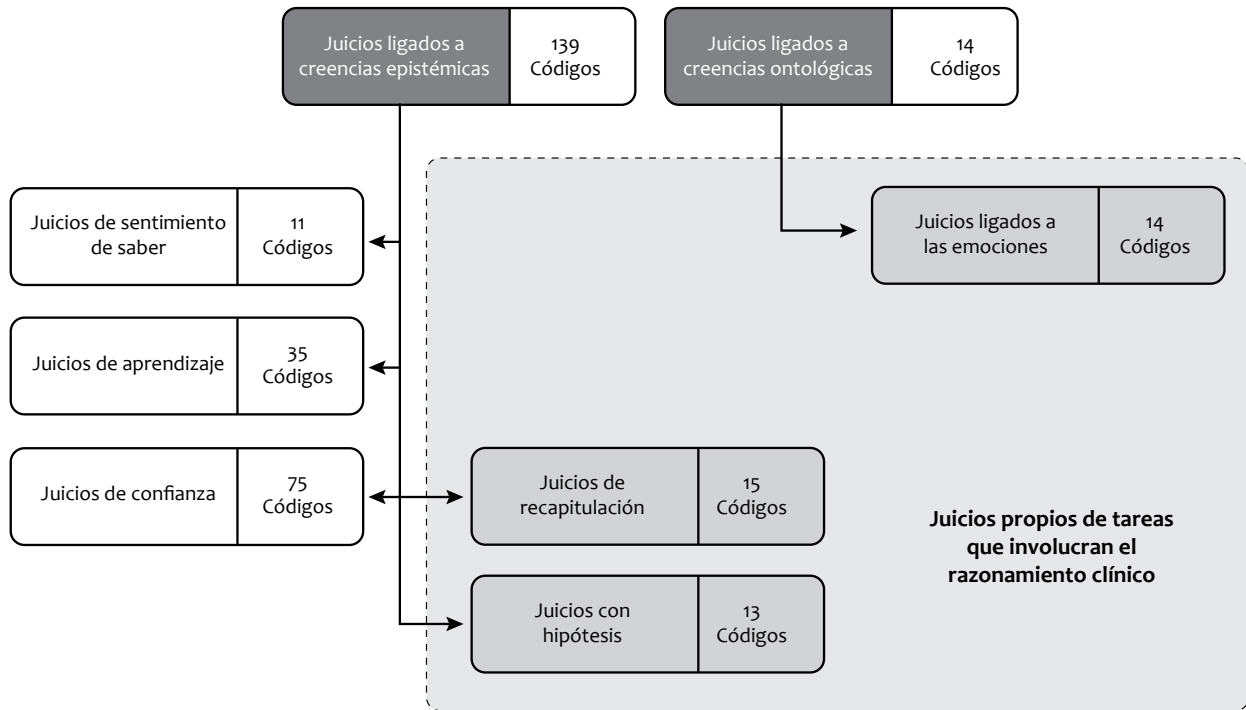 Juicios ligados a
creencias epistémicas
139
Códigos
Juicios ligados a
creencias ontológicas
14
Códigos
Juicios de sentimiento
de saber
11
Códigos
Juicios ligados a
las emociones
14
Códigos
Juicios de aprendizaje
35
Códigos
Juicios de confianza
75
Códigos
Juicios de
recapitulación
15
Códigos
Juicios propios de tareas
que involucran el
razonamiento clínico
Juicios con
hipótesis
13
Códigos